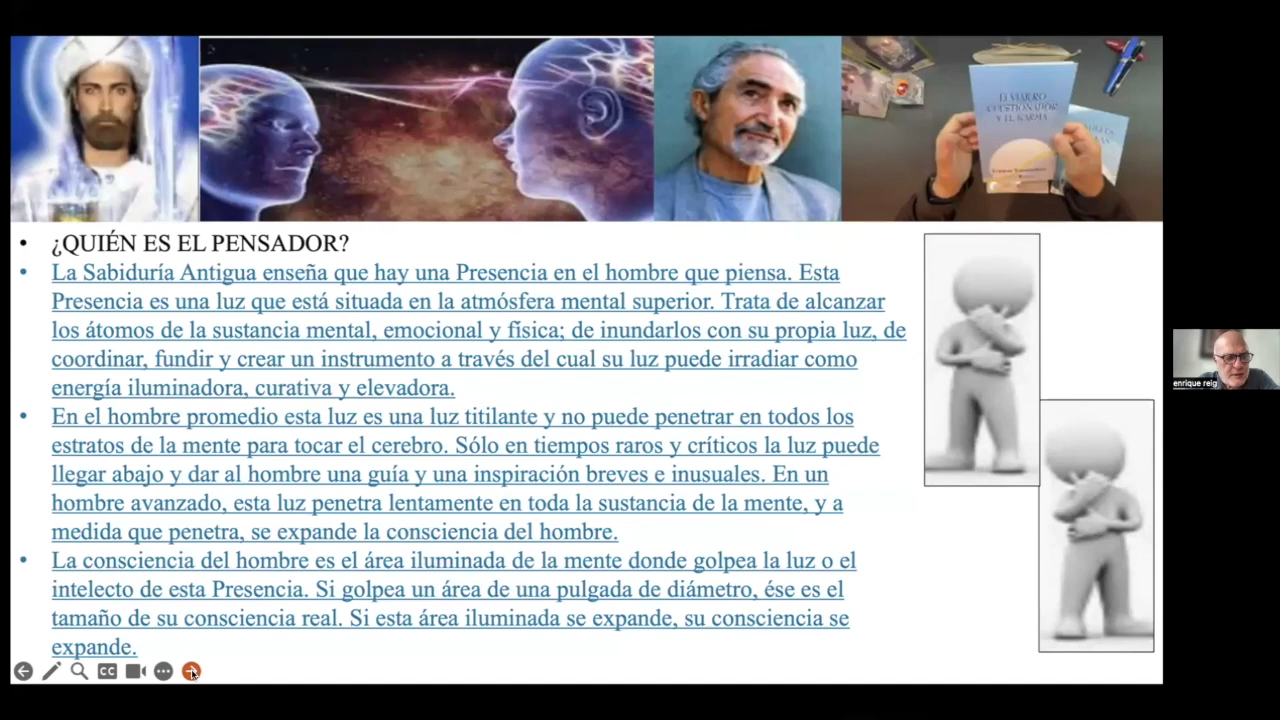 EL VIAJERO
CUESTIONADOR
Y EL KARMA
• ¿QUIÉN ES EL PENSADOR?
• La Sabiduría Antigua enseña que hay una Presencia en el hombre que piensa. Esta
Presencia es una luz que está situada en la atmósfera mental superior. Trata de alcanzar
los átomos de la sustancia mental, emocional y física; de inundarlos con su propia luz, de
coordinar, fundir y crear un instrumento a través del cual su luz puede irradiar como
energía iluminadora, curativa y elevadora.
• En el hombre promedio esta luz es una luz titilante y no puede penetrar en todos los
estratos de la mente para tocar el cerebro. Sólo en tiempos raros y críticos la luz puede
llegar abajo y dar al hombre una guía y una inspiración breves e inusuales. En un
hombre avanzado, esta luz penetra lentamente en toda la sustancia de la mente, y a
medida que penetra, se expande la consciencia del hombre.
• La consciencia del hombre es el área iluminada de la mente donde golpea la luz o el
intelecto de esta Presencia. Si golpea un área de una pulgada de diámetro, ése es el
tamaño de su consciencia real. Si esta área iluminada se expande, su consciencia se
expande.
CC
enrique reig